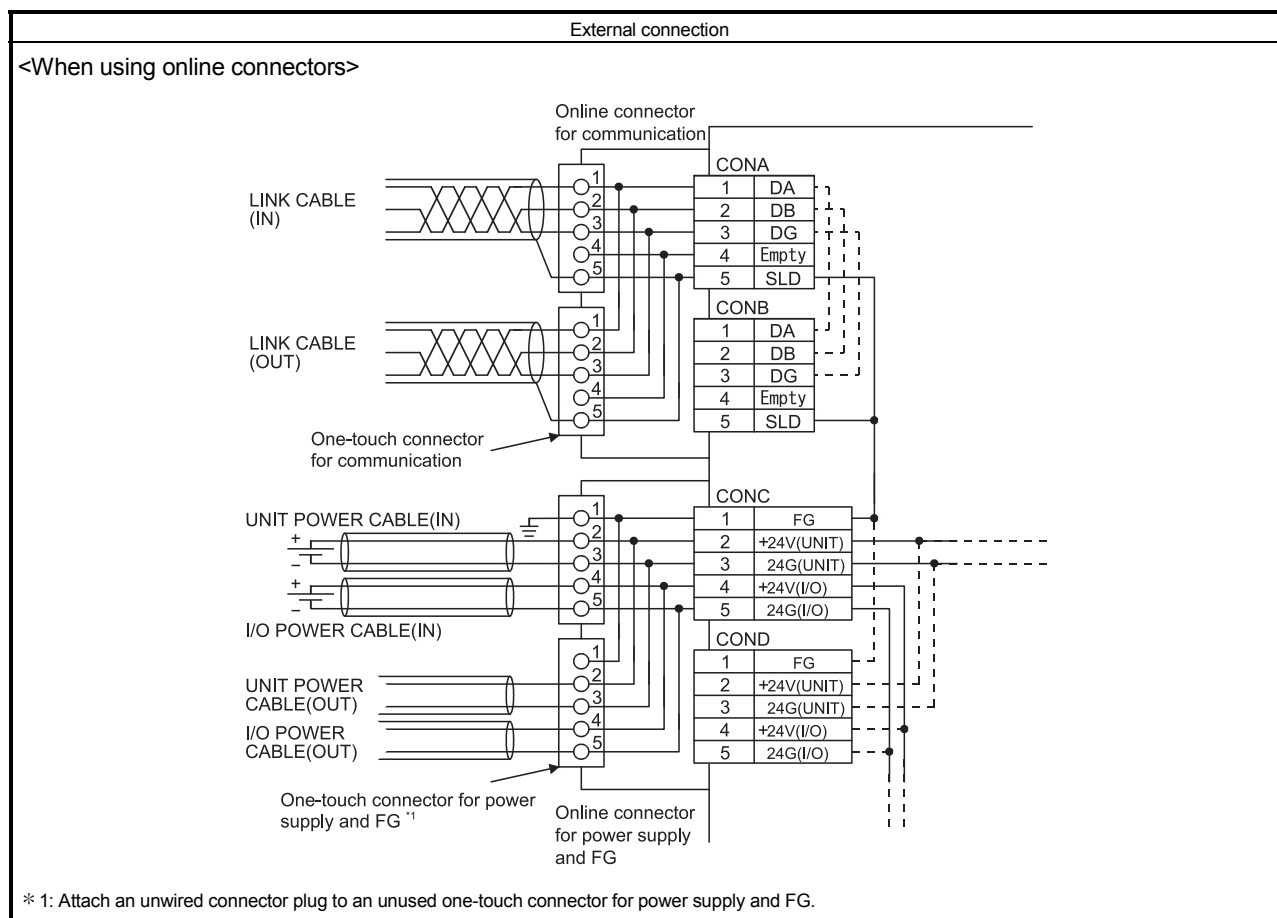 External connection
<When using online connectors>
Online connector
for communication
LINK CABLE
(IN)
1
2
3
4
5
CONA
1 DA
2 DB
3 DG
4 Empty
5 SLD
LINK CABLE
(OUT)
1
2
3
4
5
CONB
1 DA
2 DB
3 DG
4 Empty
5 SLD
One-touch connector
for communication
UNIT POWER CABLE(IN)
+
−
+
−
I/O POWER CABLE(IN)
1
2
3
4
5
CONC
1 FG
2 +24V(UNIT)
3 24G(UNIT)
4 +24V(I/O)
5 24G(I/O)
UNIT POWER
CABLE(OUT)
I/O POWER
CABLE(OUT)
1
2
3
4
5
COND
1 FG
2 +24V(UNIT)
3 24G(UNIT)
4 +24V(I/O)
5 24G(I/O)
One-touch connector for power
supply and FG *1
Online connector
for power supply
and FG
＊1: Attach an unwired connector plug to an unused one-touch connector for power supply and FG.